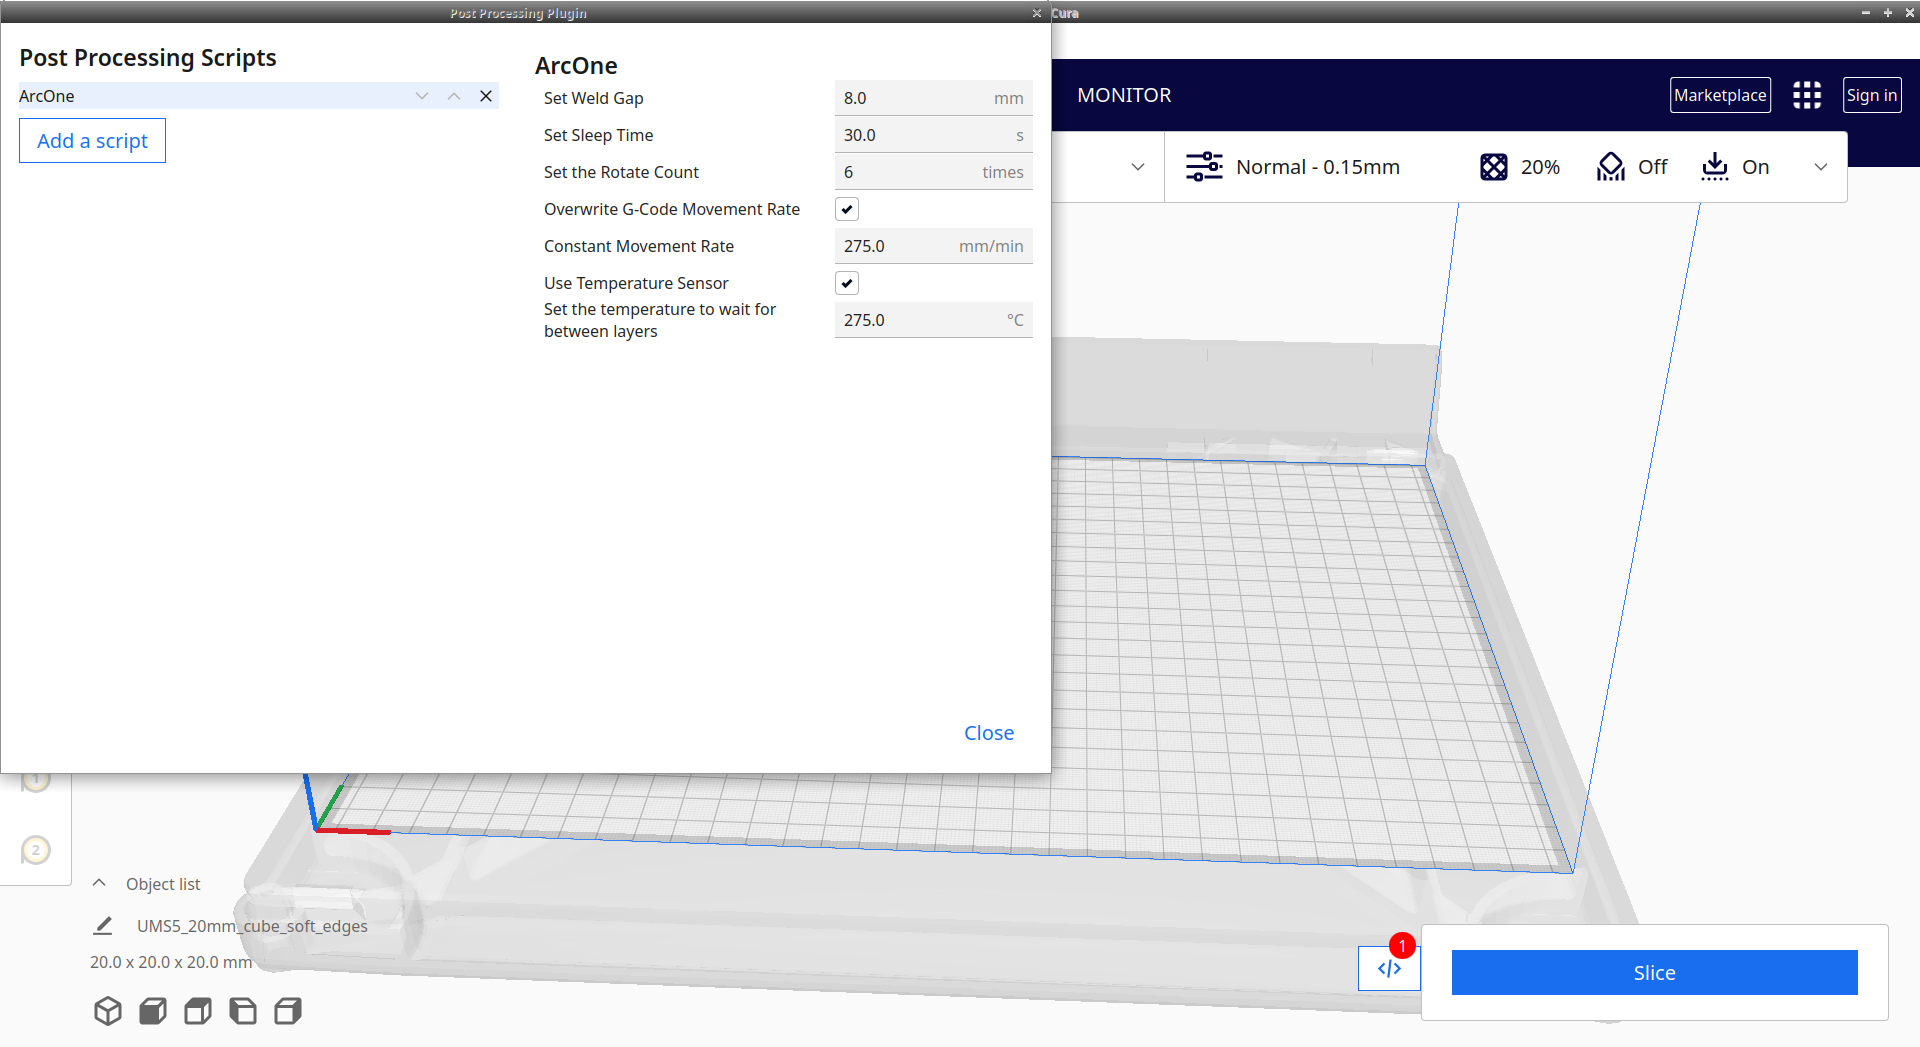 Post Processing Plugin
Cura
Post Processing Scripts
ArcOne
Add a script
ArcOne
Set Weld Gap 8.0 mm
Set Sleep Time 30.0 s
Set the Rotate Count 6 times
Overwrite G-Code Movement Rate
Constant Movement Rate 275.0 mm/min
Use Temperature Sensor
Set the temperature to wait for
between layers 275.0 °C
Close
MONITOR
Marketplace
Sign in
Normal - 0.15mm 20% Off On
1
2
Object list
UMS5_20mm_cube_soft_edges
20.0 x 20.0 x 20.0 mm
1
Slice